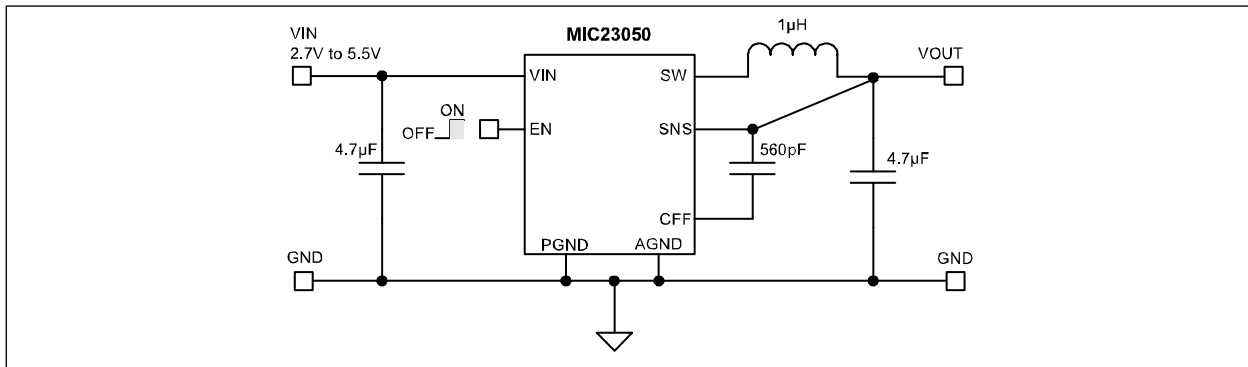 MIC23050
1µH
VIN
2.7V to 5.5V
VOUT
VIN
SW
ON
OFF
EN
SNS
4.7µF
560pF
4.7µF
CFF
PGND
AGND
GND
GND